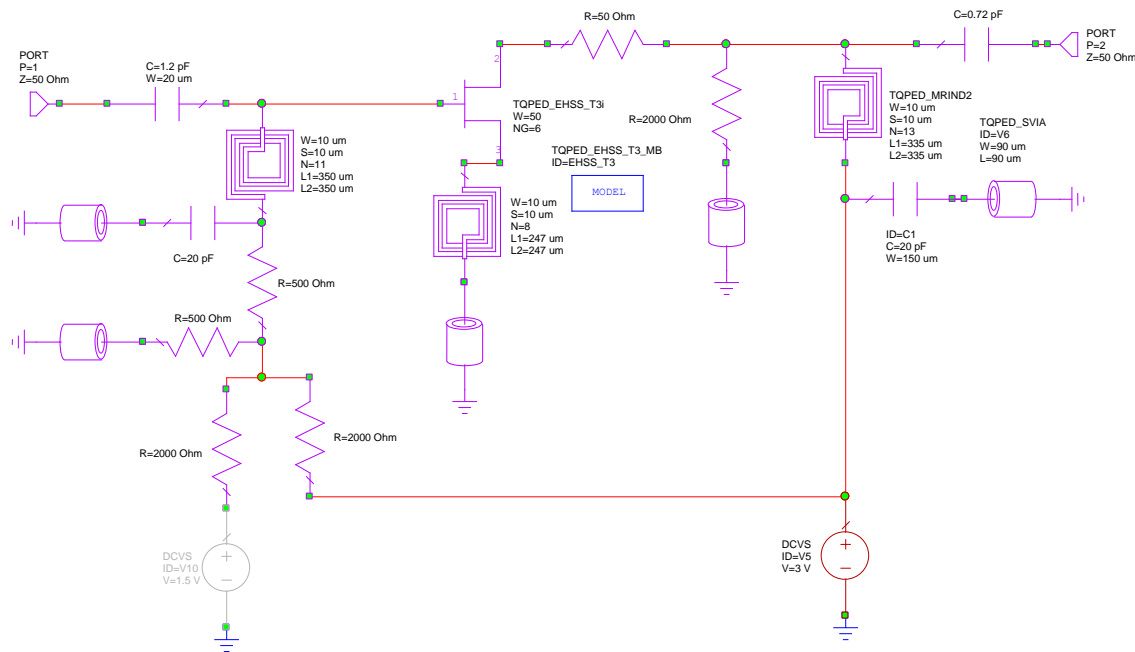 PORT
P=1
Z=50 Ohm
C=1.2 pF
W=20 um
W=10 um
S=10 um
N=11
L1=350 um
L2=350 um
C=20 pF
R=500 Ohm
R=500 Ohm
R=2000 Ohm
R=2000 Ohm
DCVS
ID=V10
V=1.5 V
R=50 Ohm
2
1
3
TQPED_EHSS_T3i
W=50
NG=6
TQPED_EHSS_T3_MB
ID=EHSS_T3
MODEL
W=10 um
S=10 um
N=8
L1=247 um
L2=247 um
R=2000 Ohm
C=0.72 pF
PORT
P=2
Z=50 Ohm
TQPED_MRIND2
W=10 um
S=10 um
N=13
L1=335 um
L2=335 um
TQPED_SVIA
ID=V6
W=90 um
L=90 um
ID=C1
C=20 pF
W=150 um
DCVS
ID=V5
V=3 V